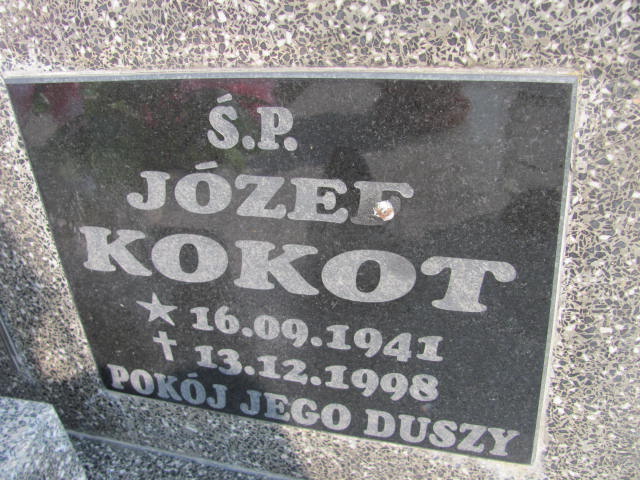 Ś.P.
JÓZEF
KOKOT
★ 16.09.1941
✝ 13.12.1998
POKÓJ JEGO DUSZY